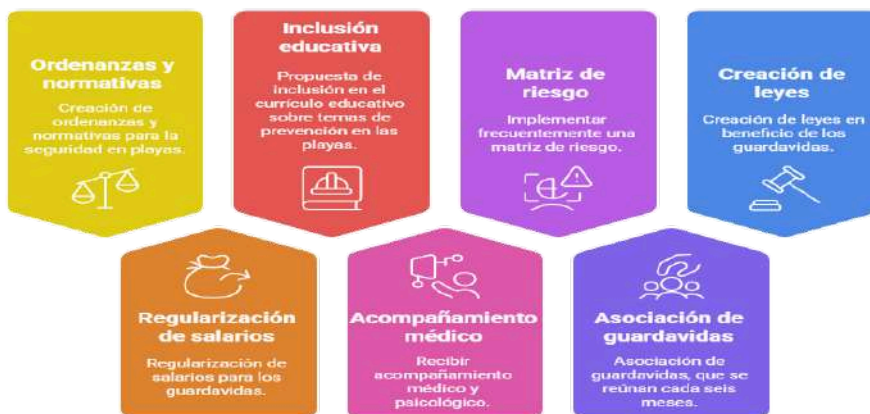 Ordenanzas y
normativas
Creación de
ordenanzas y
normativas para la
seguridad en playas.
Inclusión
educativa
Propuesta de
inclusión en el
currículo educativo
sobre temas de
prevención en las
playas.
Matriz de
riesgo
Implementar
frecuentemente una
matriz de riesgo.
Creación de
leyes
Creación de leyes en
beneficio de los
guardavidas.
Regularización
de salarios
Regularización de
salarios para los
guardavidas.
Acompañamiento
médico
Recibir
acompañamiento
médico y
psicológico.
Asociación de
guardavidas
Asociación de
guardavidas, que se
reúnan cada seis
meses.